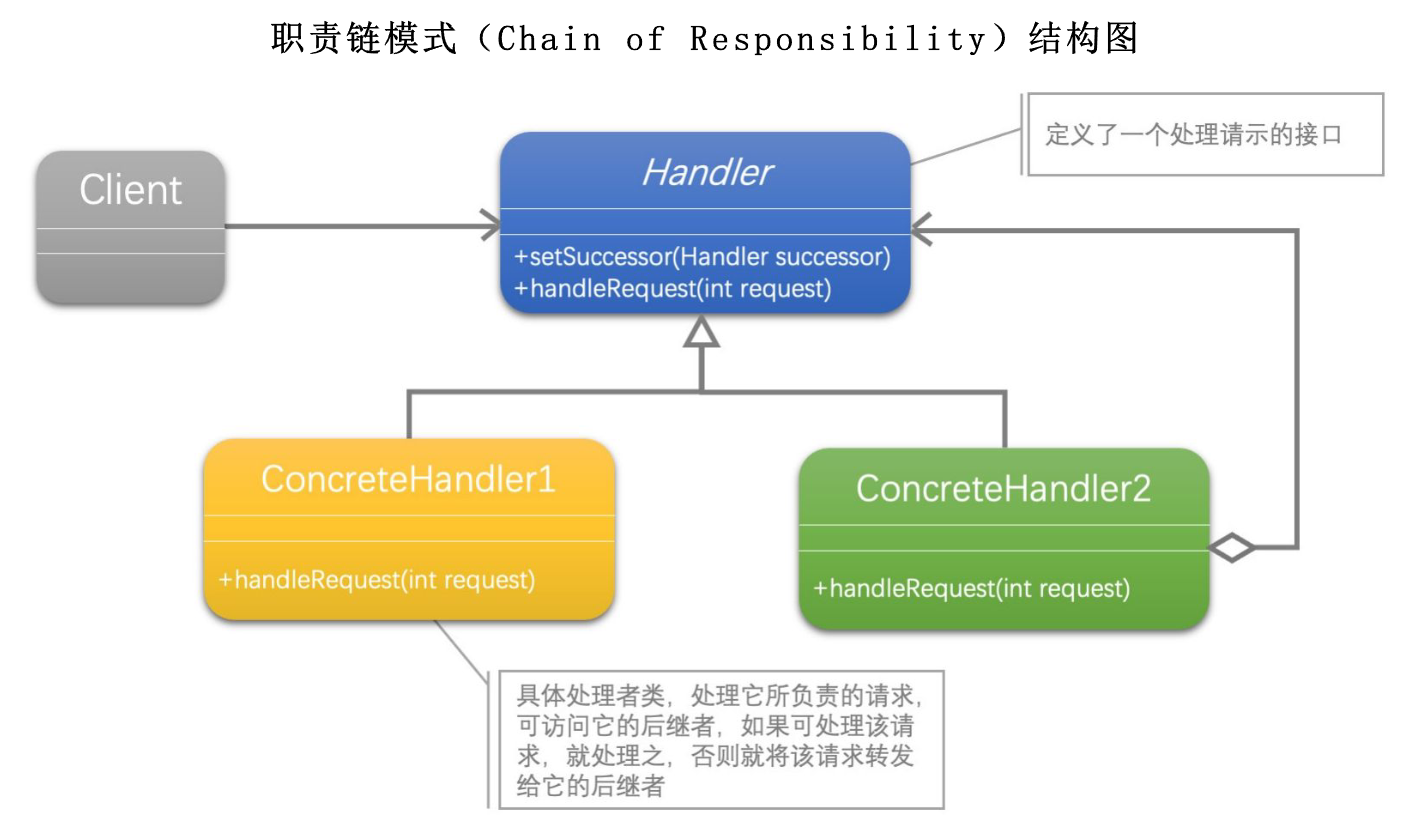 职责链模式（Chain of Responsibility）结构图
定义了一个处理请示的接口
Client
Handler
+setSuccessor(Handler successor)
+handleRequest(int request)
ConcreteHandler1
+handleRequest(int request)
ConcreteHandler2
+handleRequest(int request)
具体处理者类，处理它所负责的请求，
可访问它的后继者，如果可处理该请
求，就处理之，否则就将该请求转发
给它的后继者